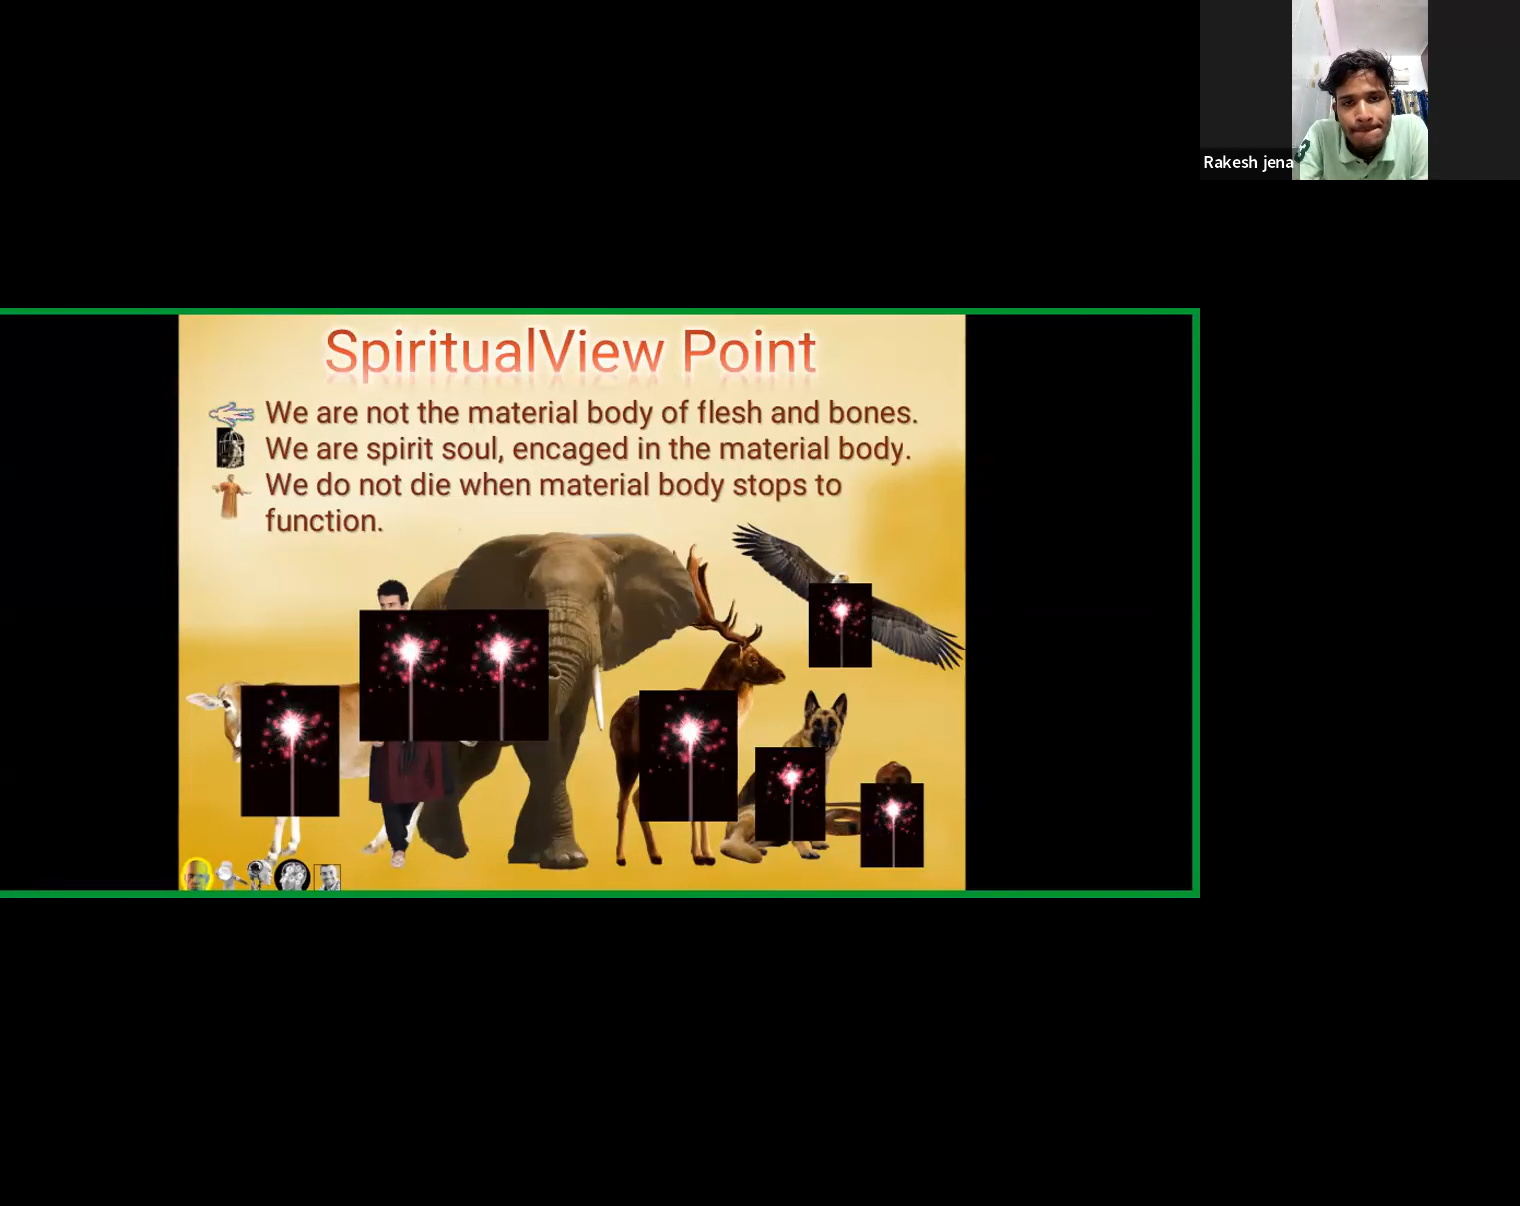 Rakesh jena
SpiritualView Point
We are not the material body of flesh and bones.
We are spirit soul, encaged in the material body.
We do not die when material body stops to
function.